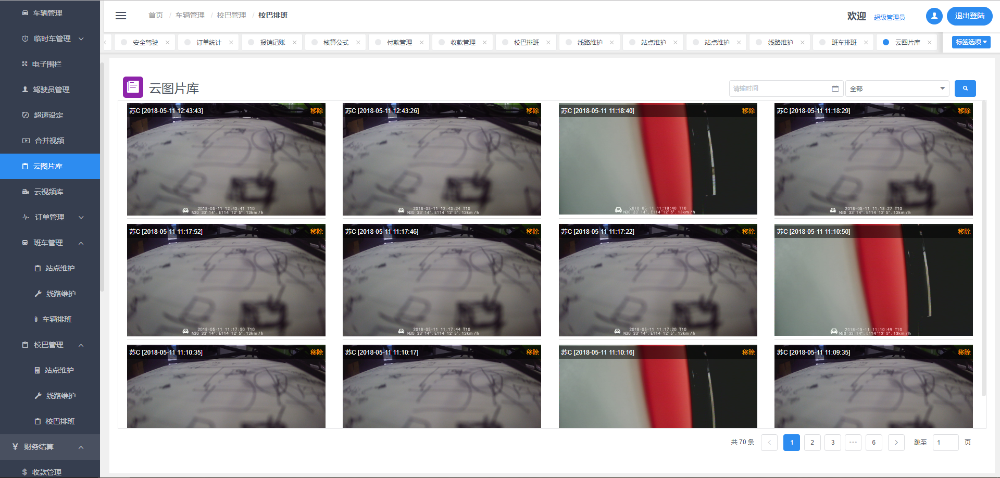 车辆管理
临时车管理
电子围栏
驾驶员管理
超速设定
合并视频
云图片库
云视频库
订单管理
班车管理
站点维护
线路维护
车辆排班
校巴管理
站点维护
线路维护
校巴排班
¥ 财务结算
$ 收款管理
首页 / 车辆管理 / 校巴管理 / 校巴排班
欢迎 超级管理员 退出登陆
安全驾驶 订单统计 报销记账 核算公式 付款管理 收款管理 校巴排班 线路维护 站点维护 站点维护 线路维护 班车排班 云图片库 标签选项
云图片库
请输时间 全部
苏C [2018-05-11 12:43:43] 移除
2018-05-11 12:43:41 T10
N30°33'14". E114°12'5". 13km/h
苏C [2018-05-11 12:43:26] 移除
2018-05-11 12:43:24 T10
N30°33'14". E114°12'5". 13km/h
苏C [2018-05-11 11:18:40] 移除
2018-05-11 11:18:40 T10
N30°33'14". E114°12'5". 13km/h
苏C [2018-05-11 11:18:29] 移除
2018-05-11 11:18:27 T10
N30°33'14". E114°12'5". 13km/h
苏C [2018-05-11 11:17:52] 移除
2018-05-11 11:17:50 T10
N30°33'14". E114°12'5". 13km/h
苏C [2018-05-11 11:17:46] 移除
2018-05-11 11:17:44 T10
N30°33'14". E114°12'5". 13km/h
苏C [2018-05-11 11:17:22] 移除
2018-05-11 11:17:20 T10
N30°33'14". E114°12'5". 13km/h
苏C [2018-05-11 11:10:50] 移除
2018-05-11 11:10:49 T10
N30°33'14". E114°12'5". 13km/h
苏C [2018-05-11 11:10:35] 移除
苏C [2018-05-11 11:10:17] 移除
苏C [2018-05-11 11:10:16] 移除
苏C [2018-05-11 11:09:35] 移除
共 70 条 < 1 2 3 ••• 6 > 跳至 1 页